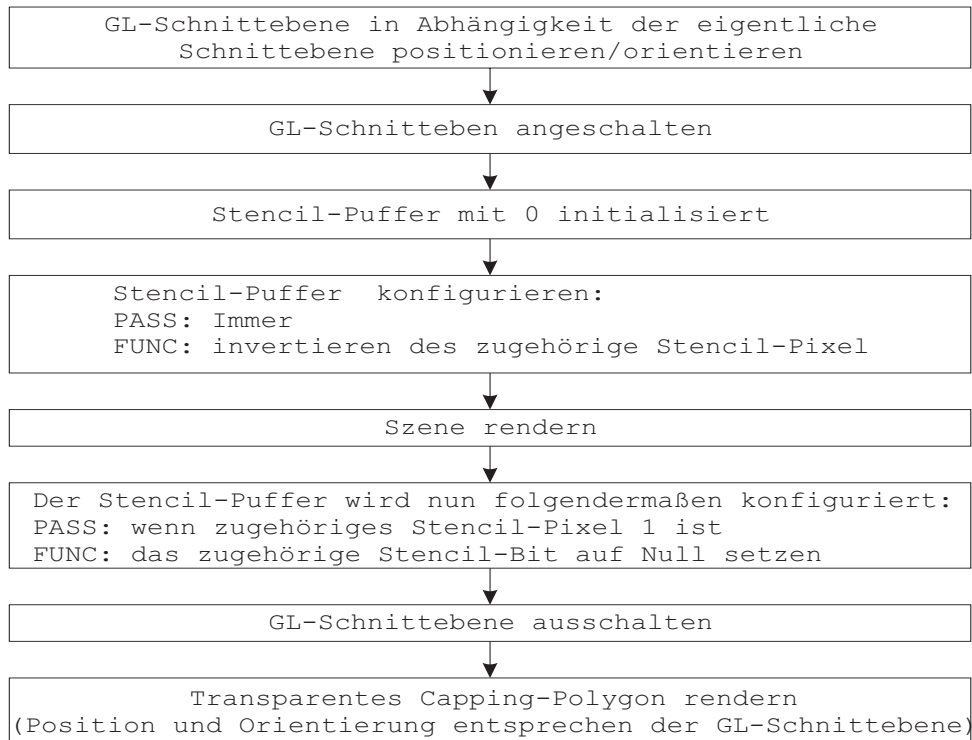 GL-Schnittebene in Abhängigkeit der eigentliche
Schnittebene positionieren/orientieren
GL-Schnitteben angeschalten
Stencil-Puffer mit 0 initialisiert
Stencil-Puffer konfigurieren:
PASS: Immer
FUNC: invertieren des zugehörige Stencil-Pixel
Szene rendern
Der Stencil-Puffer wird nun folgendermaßen konfiguriert:
PASS: wenn zugehöriges Stencil-Pixel 1 ist
FUNC: das zugehörige Stencil-Bit auf Null setzen
GL-Schnittebene ausschalten
Transparentes Capping-Polygon rendern
(Position und Orientierung entsprechen der GL-Schnittebene)